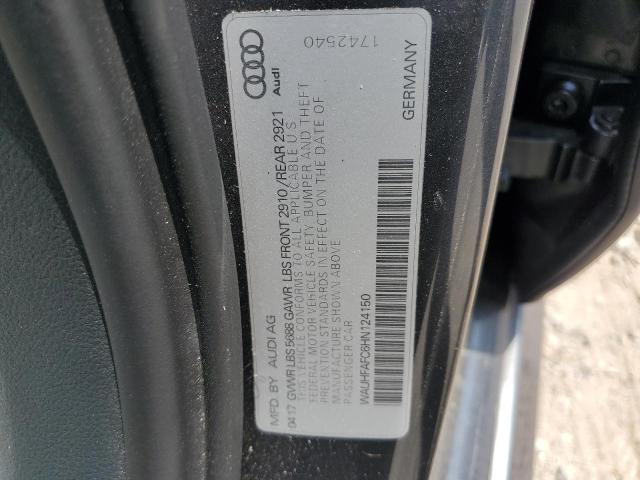 MFD BY AUDI AG Audi
04.17 GVWR LBS 5688 GAWR LBS FRONT 2910/REAR 2921
THIS VEHICLE CONFORMS TO ALL APPLICABLE U S
FEDERAL MOTOR VEHICLE SAFETY, BUMPER AND THEFT
PREVENTION STANDARDS IN EFFECT ON THE DATE OF
MANUFACTURE SHOWN ABOVE
PASSENGER CAR
WAUHFAFC6HN124150
1742540
GERMANY